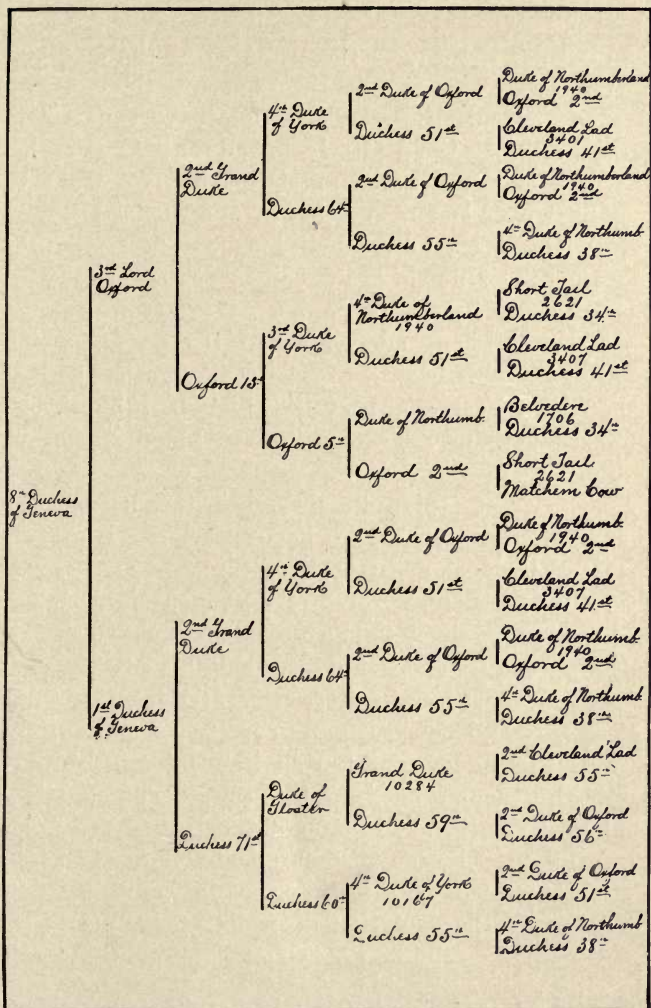 8th Duchess
of Geneva
3rd Lord
Oxford
1st Duchess
of Geneva
2nd Grand
Duke
Oxford 13th
2nd Grand
Duke
Duchess 71st
4th Duke
of York
Duchess 64th
3rd Duke
of York
Oxford 5th
4th Duke
of York
Duchess 64th
Duke of
Gloster
Duchess 60th
2nd Duke of Oxford
Duchess 51st
2nd Duke of Oxford
Duchess 55th
4th Duke of
Northumberland
1940
Duchess 51st
Duke of Northumb.
Oxford 2nd
2nd Duke of Oxford
Duchess 51st
2nd Duke of Oxford
Duchess 55th
Grand Duke
10284
Duchess 59th
4th Duke of York
10167
Duchess 55th
Duke of Northumberland
1940
Oxford 2nd
Cleveland Lad
3401
Duchess 41st
Duke of Northumberland
1940
Oxford 2nd
4th Duke of Northumb
Duchess 38th
Short Tail
2621
Duchess 34th
Cleveland Lad
3407
Duchess 41st
Belvedere
1706
Duchess 34th
Short Tail
2621
Matchem Cow
Duke of Northumb.
1940
Oxford 2nd
Cleveland Lad
3407
Duchess 41st
Duke of Northumb.
1940
Oxford 2nd
4th Duke of Northumb
Duchess 38th
2nd Cleveland Lad
Duchess 55th
2nd Duke of Oxford
Duchess 56th
2nd Duke of Oxford
Duchess 51st
4th Duke of Northumb
Duchess 38th